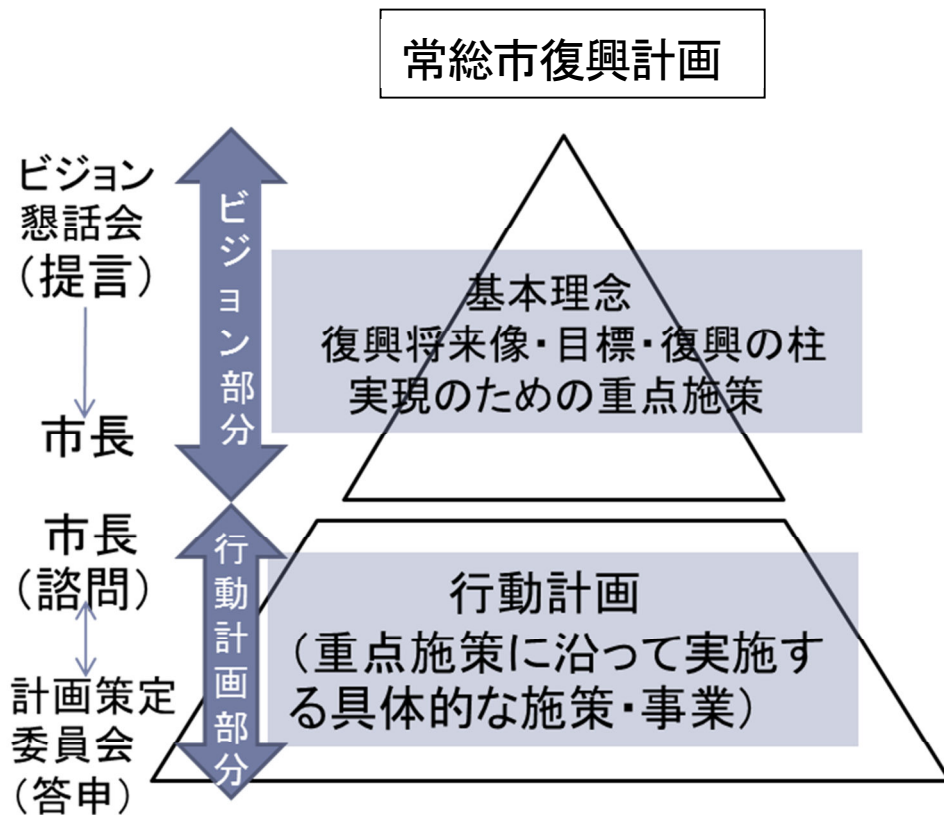 常総市復興計画
ビジョン
懇話会
(提言)
市長
ビジョン部分
基本理念
復興将来像・目標・復興の柱
実現のための重点施策
市長
(諮問)
計画策定
委員会
(答申)
行動計画部分
行動計画
(重点施策に沿って実施す
る具体的な施策・事業)